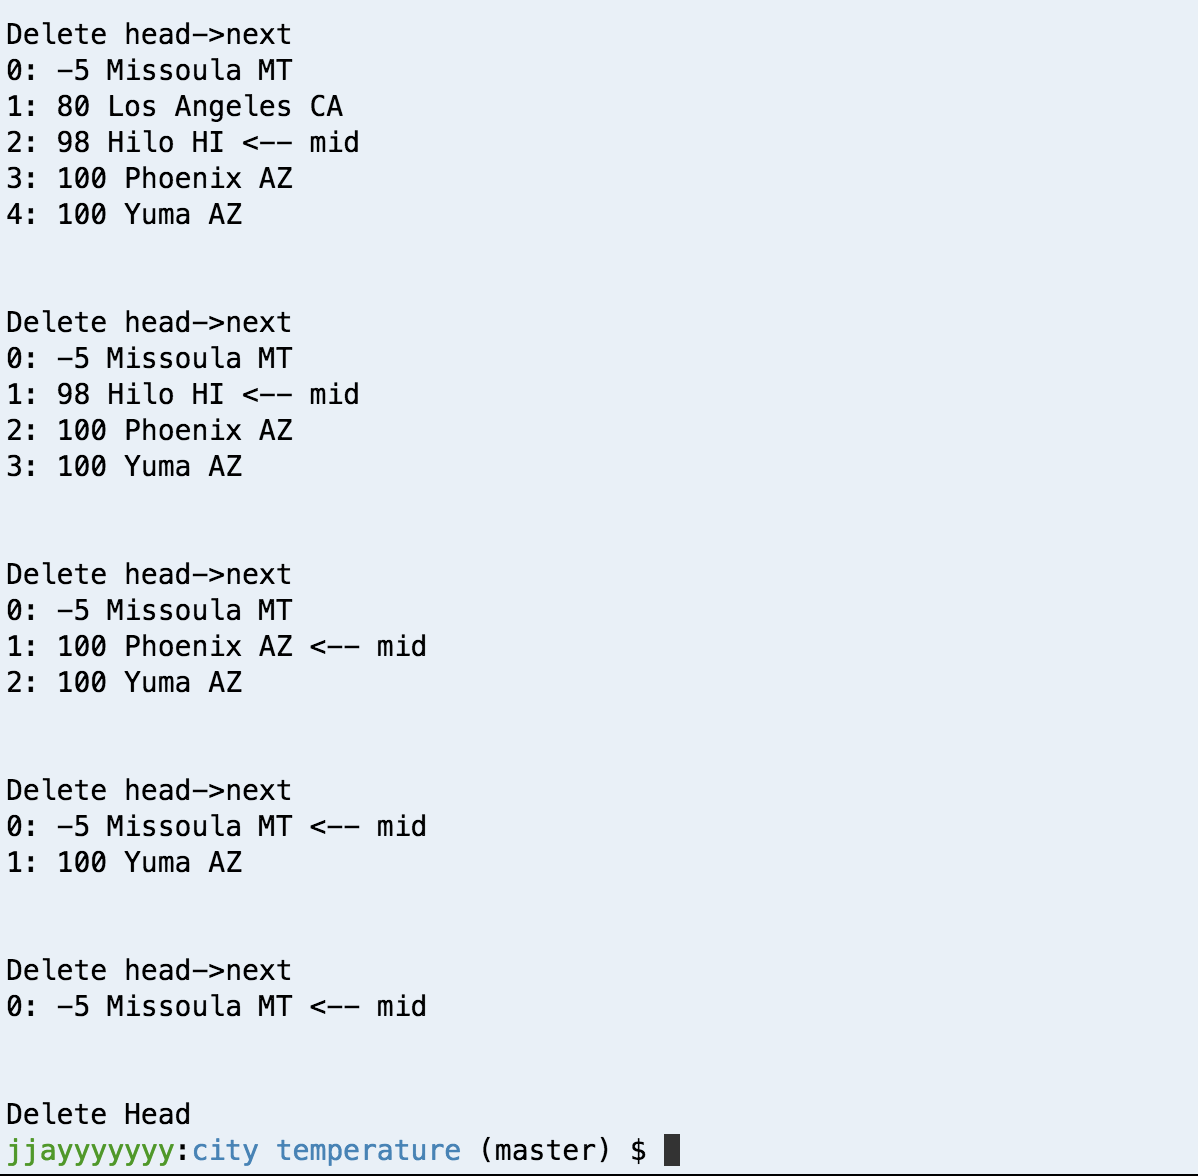 Delete head->next
0: -5 Missoula MT
1: 80 Los Angeles CA
2: 98 Hilo HI <-- mid
3: 100 Phoenix AZ
4: 100 Yuma AZ
Delete head->next
0: -5 Missoula MT
1: 98 Hilo HI <-- mid
2: 100 Phoenix AZ
3: 100 Yuma AZ
Delete head->next
0: -5 Missoula MT
1: 100 Phoenix AZ <-- mid
2: 100 Yuma AZ
Delete head->next
0: -5 Missoula MT <-- mid
1: 100 Yuma AZ
Delete head->next
0: -5 Missoula MT <-- mid
Delete Head
jjayyyyyyy:city temperature (master) $